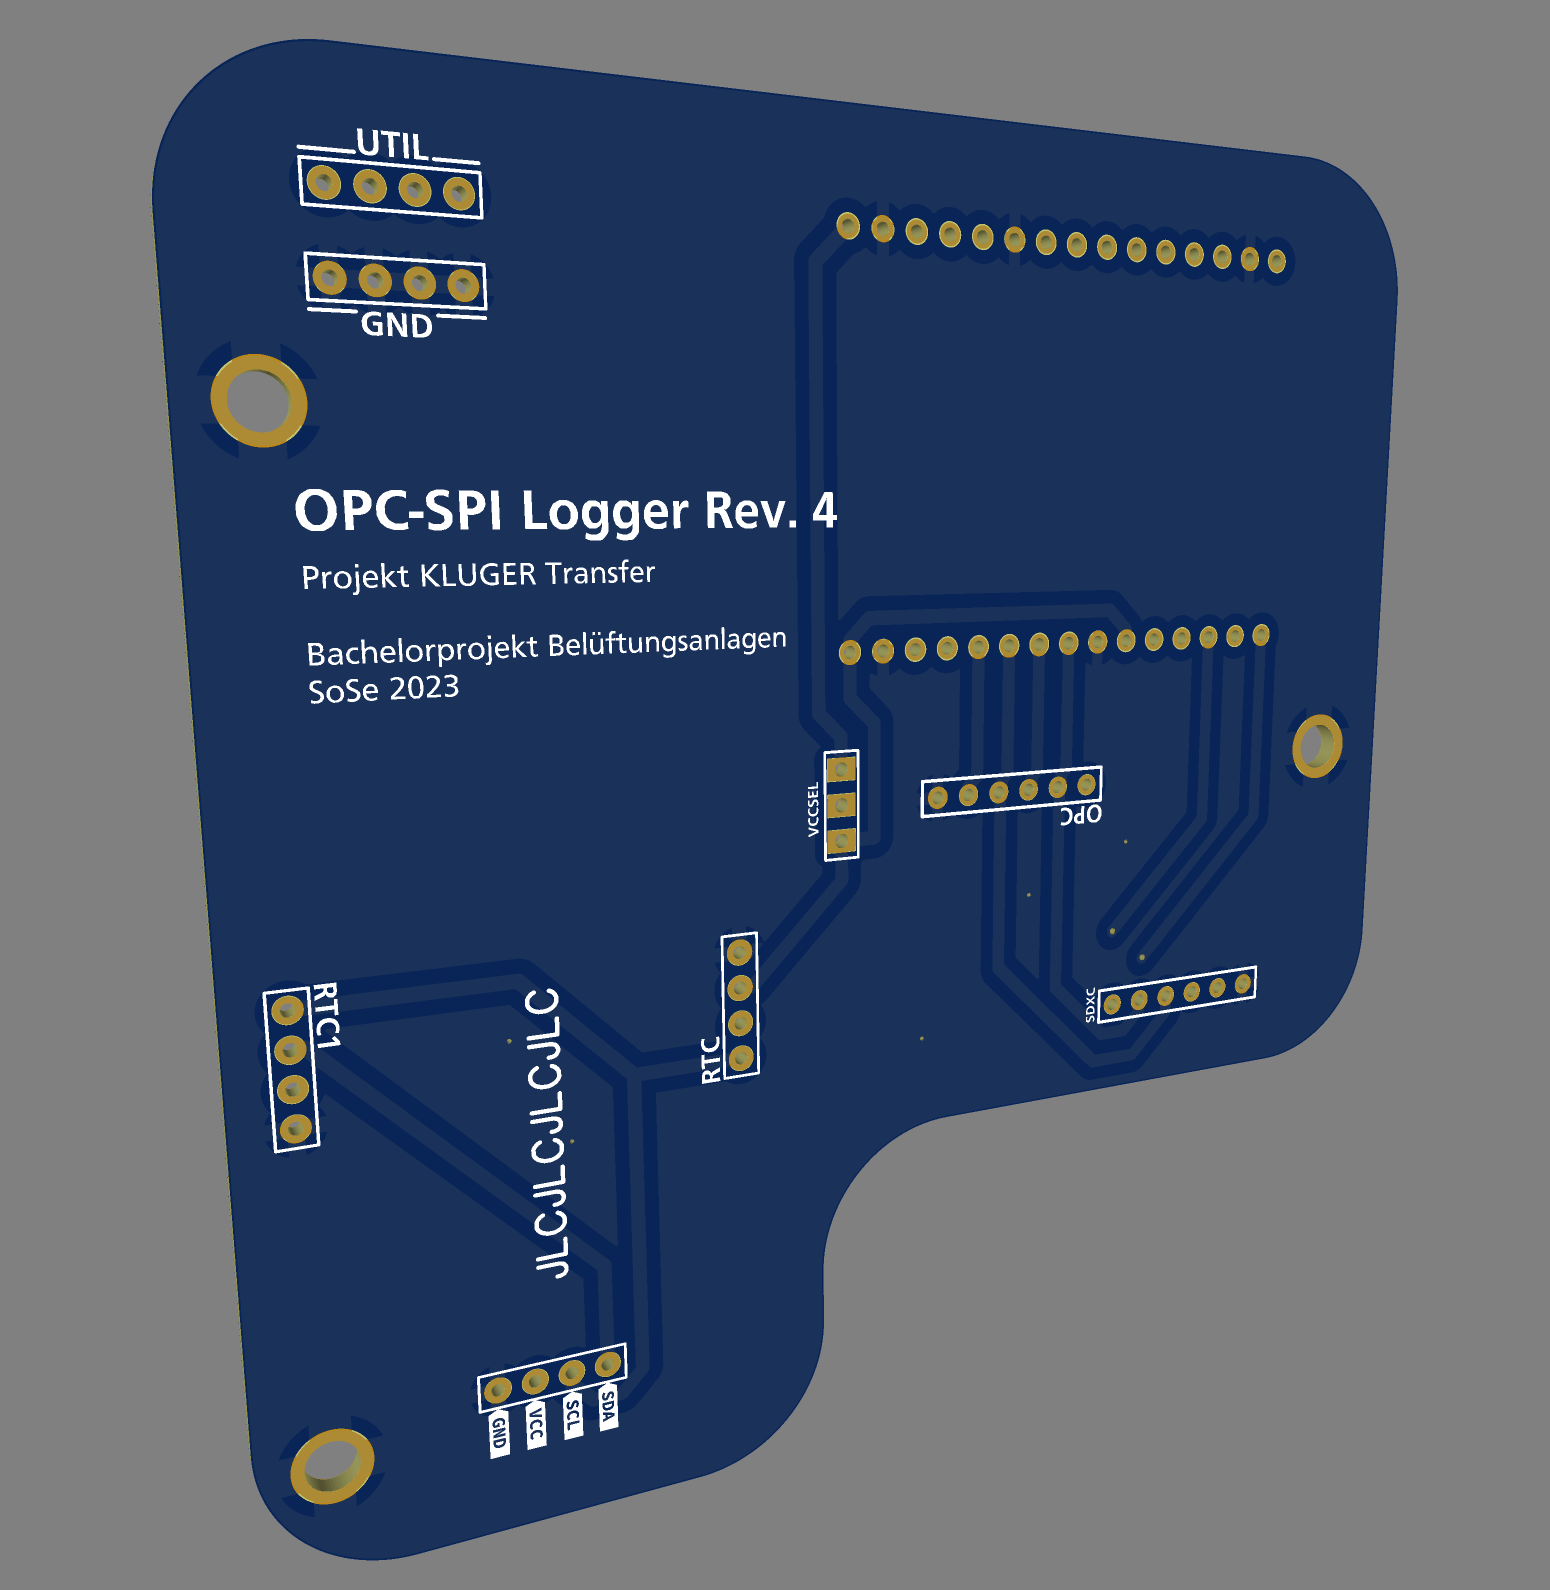 UTIL
GND
OPC-SPI Logger Rev. 4
Projekt KLUGER Transfer
Bachelorprojekt Belüftungsanlagen
SoSe 2023
VCCSEL
OPC
RTC1
JLCJLCJLCJLC
RTC
SDXC
GND
VCC
SCL
SDA